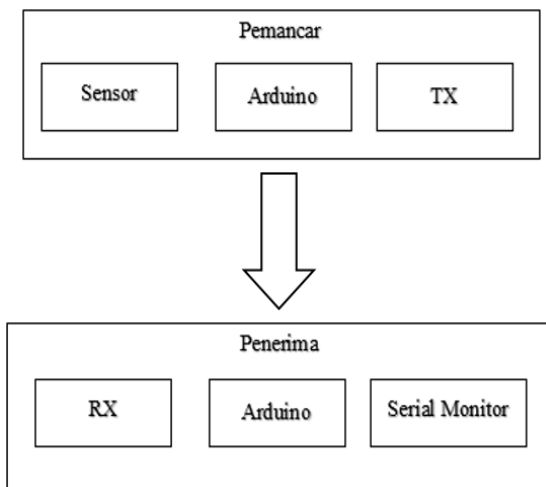 Pemancar
Sensor
Arduino
TX
Penerima
RX
Arduino
Serial Monitor